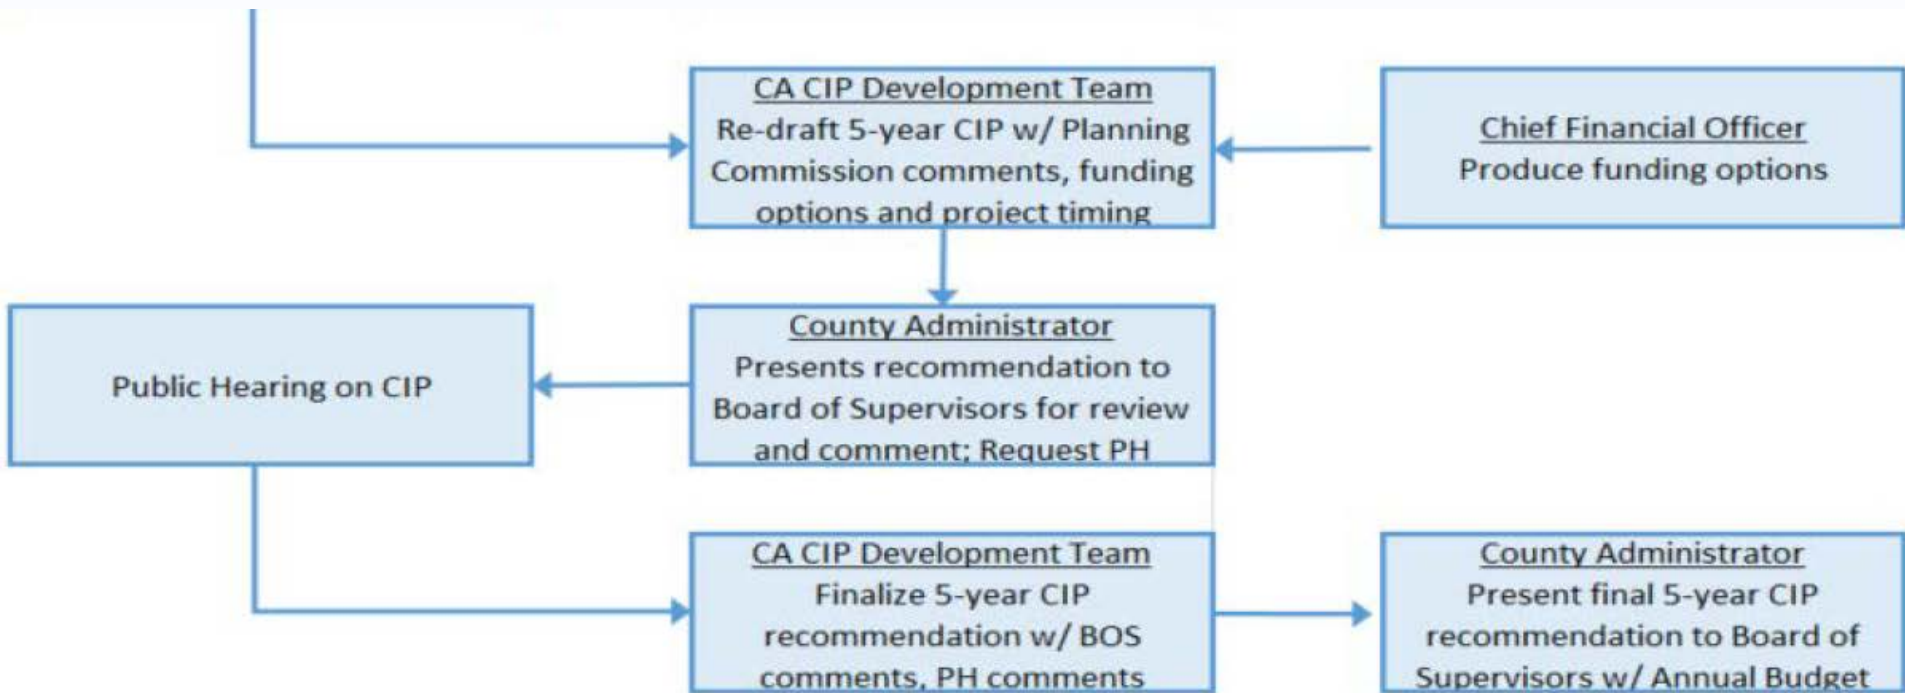 CA CIP Development Team
Re-draft 5-year CIP w/ Planning
Commission comments, funding
options and project timing
Chief Financial Officer
Produce funding options
Public Hearing on CIP
County Administrator
Presents recommendation to
Board of Supervisors for review
and comment; Request PH
CA CIP Development Team
Finalize 5-year CIP
recommendation w/ BOS
comments, PH comments
County Administrator
Present final 5-year CIP
recommendation to Board of
Supervisors w/ Annual Budget